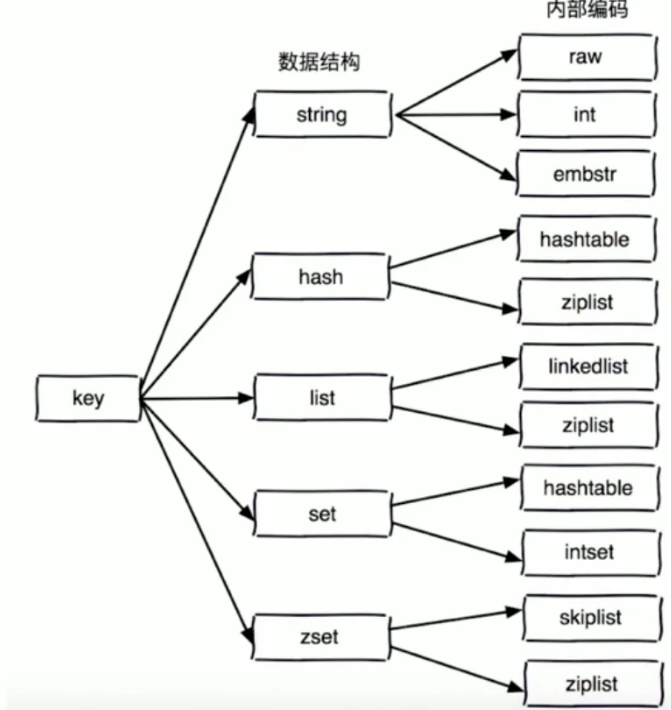 内部编码
数据结构
raw
string
int
embstr
hashtable
hash
ziplist
linkedlist
key
list
ziplist
hashtable
set
intset
skiplist
zset
ziplist